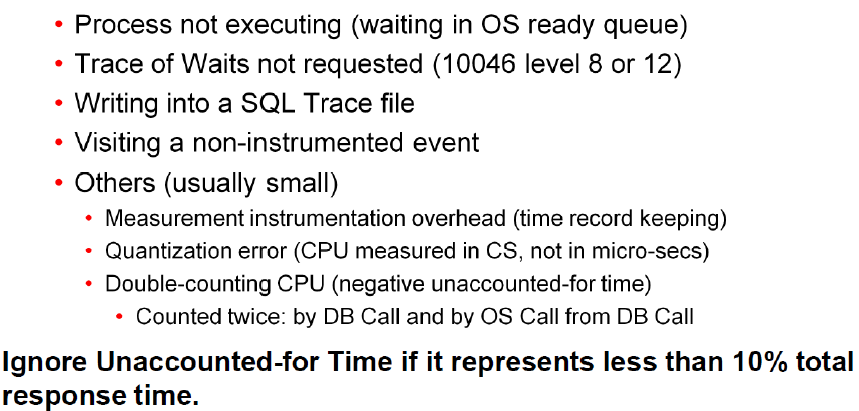 • Process not executing (waiting in OS ready queue)
• Trace of Waits not requested (10046 level 8 or 12)
• Writing into a SQL Trace file
• Visiting a non-instrumented event
• Others (usually small)
• Measurement instrumentation overhead (time record keeping)
• Quantization error (CPU measured in CS, not in micro-secs)
• Double-counting CPU (negative unaccounted-for time)
• Counted twice: by DB Call and by OS Call from DB Call
Ignore Unaccounted-for Time if it represents less than 10% total
response time.